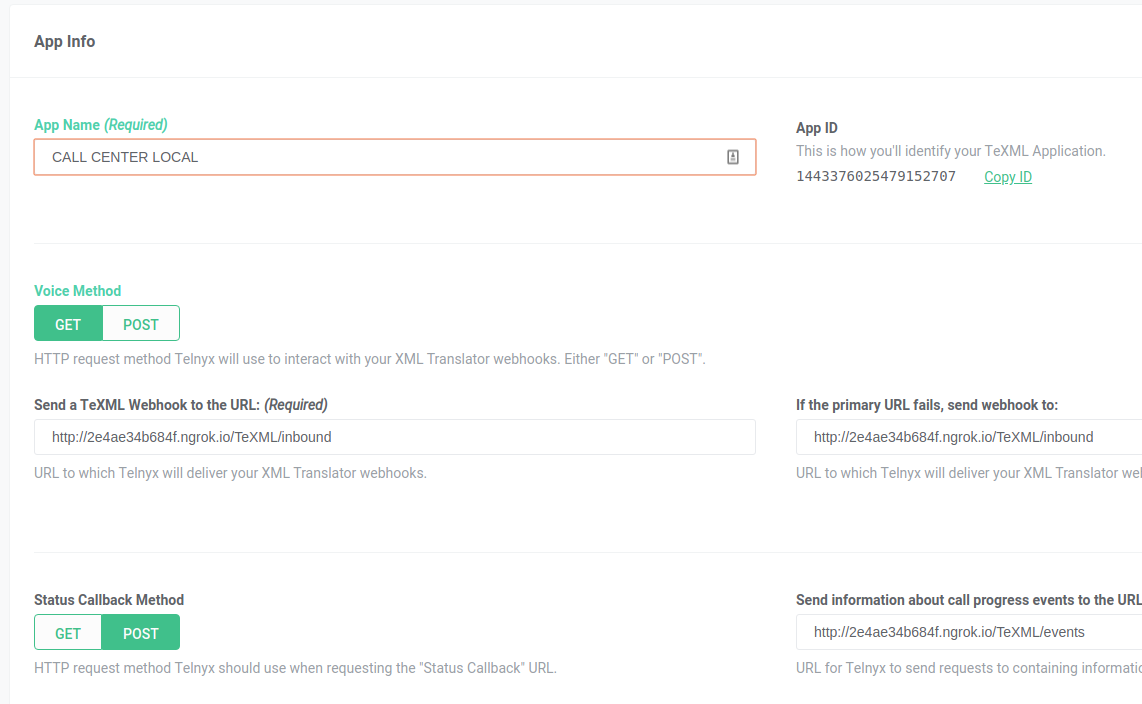 App Info
App Name (Required)
CALL CENTER LOCAL
App ID
This is how you'll identify your TeXML Application.
1443376025479152707 Copy ID
Voice Method
GET POST
HTTP request method Telnyx will use to interact with your XML Translator webhooks. Either "GET" or "POST".
Send a TeXML Webhook to the URL: (Required)
http://2e4ae34b684f.ngrok.io/TeXML/inbound
URL to which Telnyx will deliver your XML Translator webhooks.
If the primary URL fails, send webhook to:
http://2e4ae34b684f.ngrok.io/TeXML/inbound
URL to which Telnyx will deliver your XML Translator
Status Callback Method
GET POST
HTTP request method Telnyx should use when requesting the "Status Callback" URL.
Send information about call progress events to the URL
http://2e4ae34b684f.ngrok.io/TeXML/events
URL for Telnyx to send requests to containing